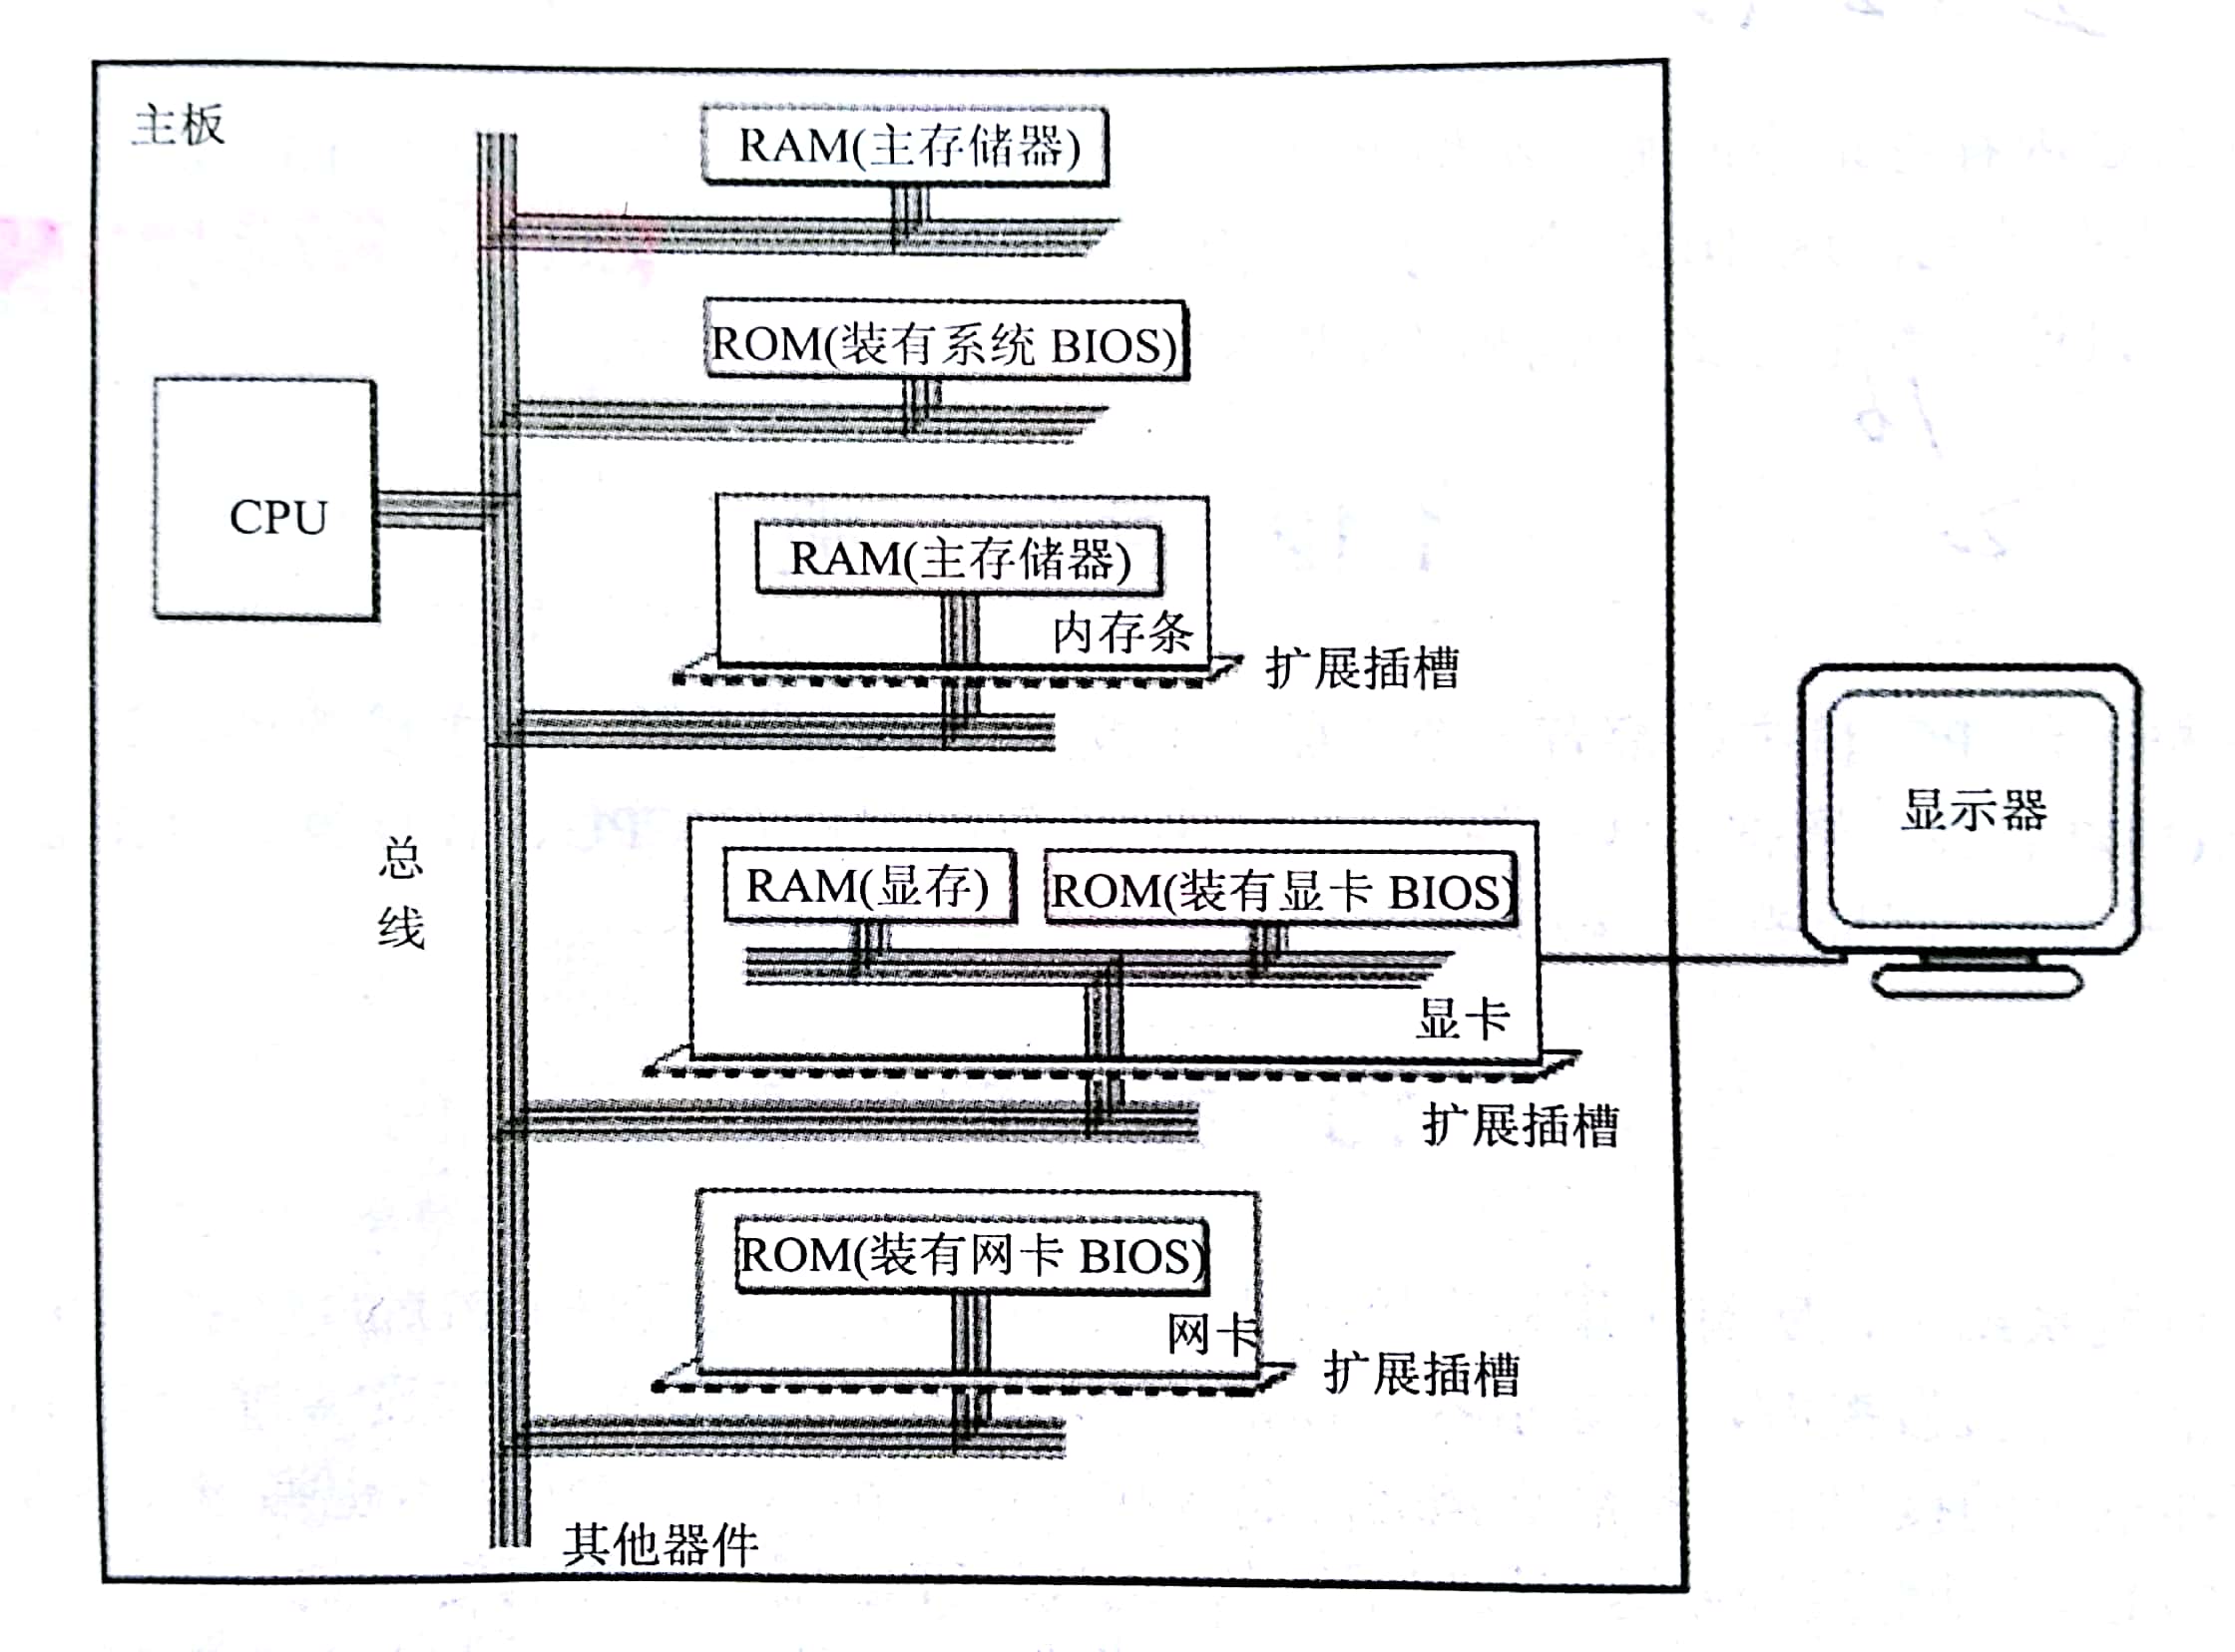 主板
RAM(主存储器)
ROM(装有系统 BIOS)
CPU
RAM(主存储器)
内存条
扩展插槽
总线
显示器
RAM(显存)
ROM(装有显卡 BIOS)
显卡
扩展插槽
ROM(装有网卡 BIOS)
网卡
扩展插槽
其他器件